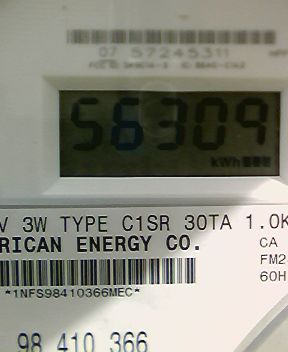 07 57245311
56309
kWh
V 3W TYPE C1SR 30TA 1.0K
RICAN ENERGY CO.
CA
FM2
60H
*1NFS98410366MEC*
98 410 366